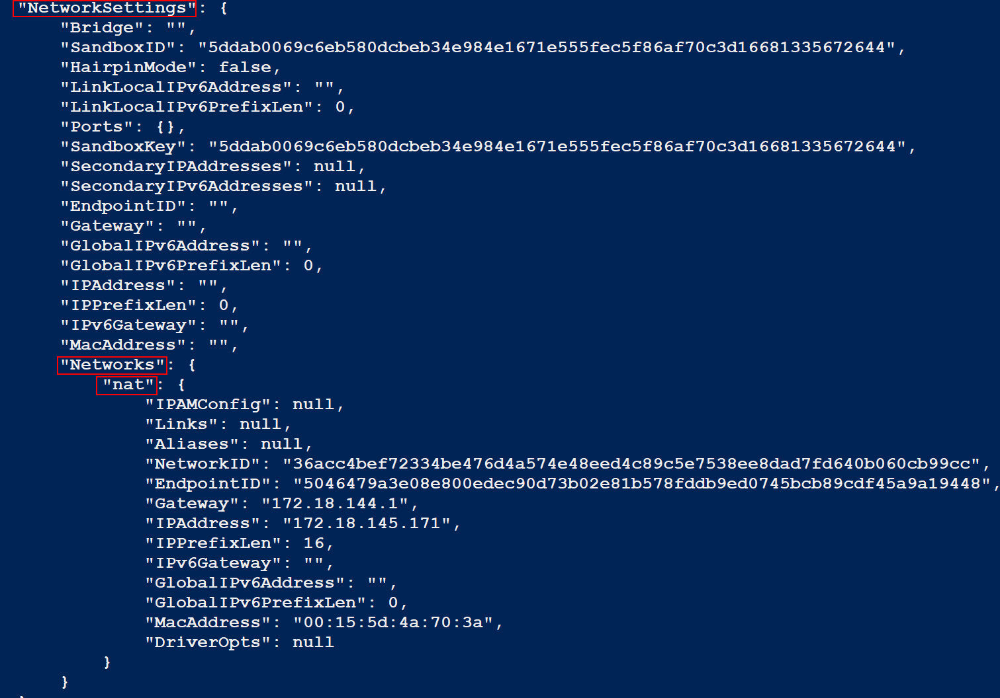 "NetworkSettings": {
"Bridge": "",
"SandboxID": "5ddab0069c6eb580dcbeb34e984e1671e555fec5f86af70c3d16681335672644",
"HairpinMode": false,
"LinkLocalIPv6Address": "",
"LinkLocalIPv6PrefixLen": 0,
"Ports": {},
"SandboxKey": "5ddab0069c6eb580dcbeb34e984e1671e555fec5f86af70c3d16681335672644",
"SecondaryIPAddresses": null,
"SecondaryIPv6Addresses": null,
"EndpointID": "",
"Gateway": "",
"GlobalIPv6Address": "",
"GlobalIPv6PrefixLen": 0,
"IPAddress": "",
"IPPrefixLen": 0,
"IPv6Gateway": "",
"MacAddress": "",
"Networks": {
"nat": {
"IPAMConfig": null,
"Links": null,
"Aliases": null,
"NetworkID": "36acc4bef72334be476d4a574e48eed4c89c5e7538ee8dad7fd640b060cb99cc",
"EndpointID": "5046479a3e08e800edec90d73b02e81b578fddb9ed0745bcb89cdf45a9a19448",
"Gateway": "172.18.144.1",
"IPAddress": "172.18.145.171",
"IPPrefixLen": 16,
"IPv6Gateway": "",
"GlobalIPv6Address": "",
"GlobalIPv6PrefixLen": 0,
"MacAddress": "00:15:5d:4a:70:3a",
"DriverOpts": null
}
}